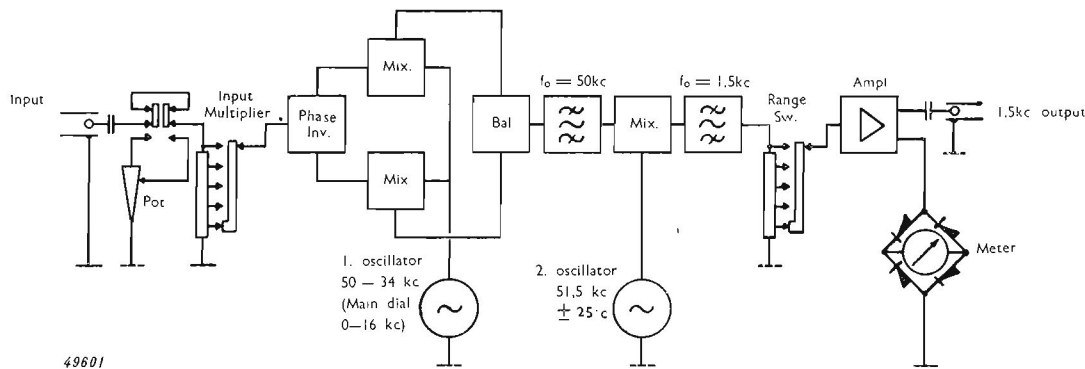 Input
Pot
Input
Multiplier
Phase
Inv.
Mix.
Mix
1. oscillator
50 — 34 kc
(Main dial
0—16 kc)
Bal
f₀ = 50kc
Mix.
2. oscillator
51,5 kc
± 25·c
f₀ = 1,5kc
Range
Sw.
Ampl
1,5kc output
Meter
49601